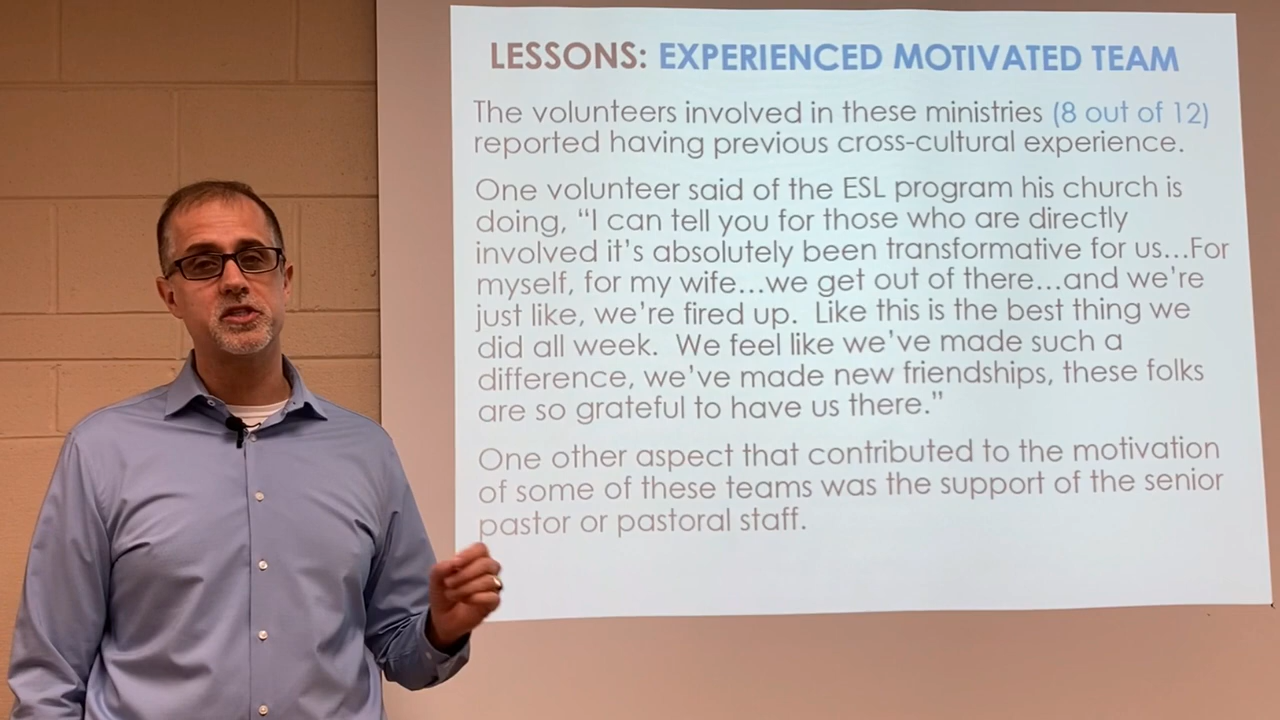 LESSONS: EXPERIENCED MOTIVATED TEAM
The volunteers involved in these ministries (8 out of 12)
reported having previous cross-cultural experience.
One volunteer said of the ESL program his church is
doing, “I can tell you for those who are directly
involved it’s absolutely been transformative for us...For
myself, for my wife...we get out of there...and we’re
just like, we’re fired up.  Like this is the best thing we
did all week.  We feel like we’ve made such a
difference, we’ve made new friendships, these folks
are so grateful to have us there.”
One other aspect that contributed to the motivation
of some of these teams was the support of the senior
pastor or pastoral staff.